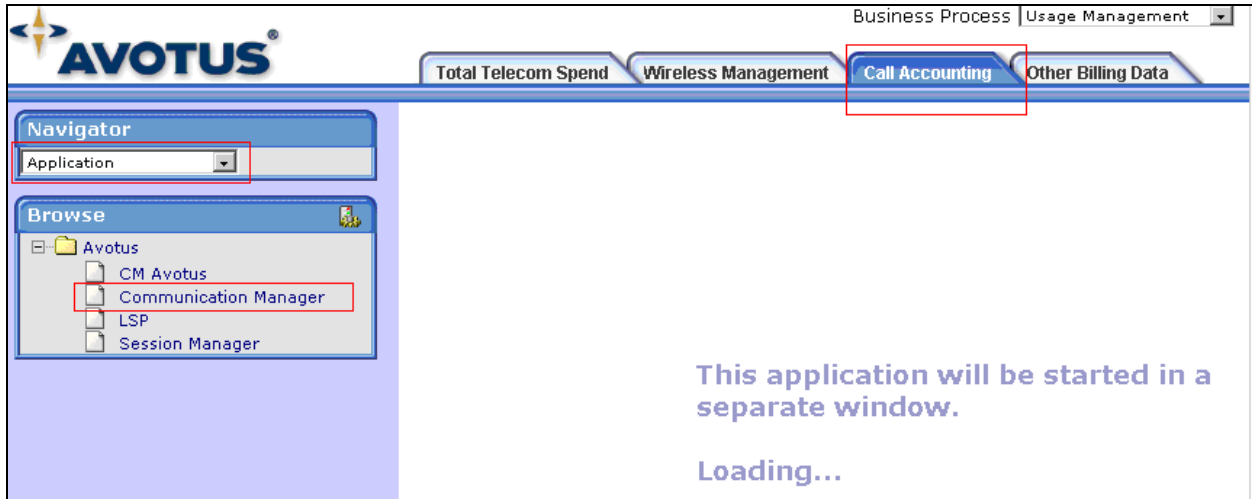 Business Process Usage Management
AVOTUS®
Total Telecom Spend Wireless Management Call Accounting Other Billing Data
Navigator
Application
Browse
Avotus
CM Avotus
Communication Manager
LSP
Session Manager
This application will be started in a
separate window.
Loading...